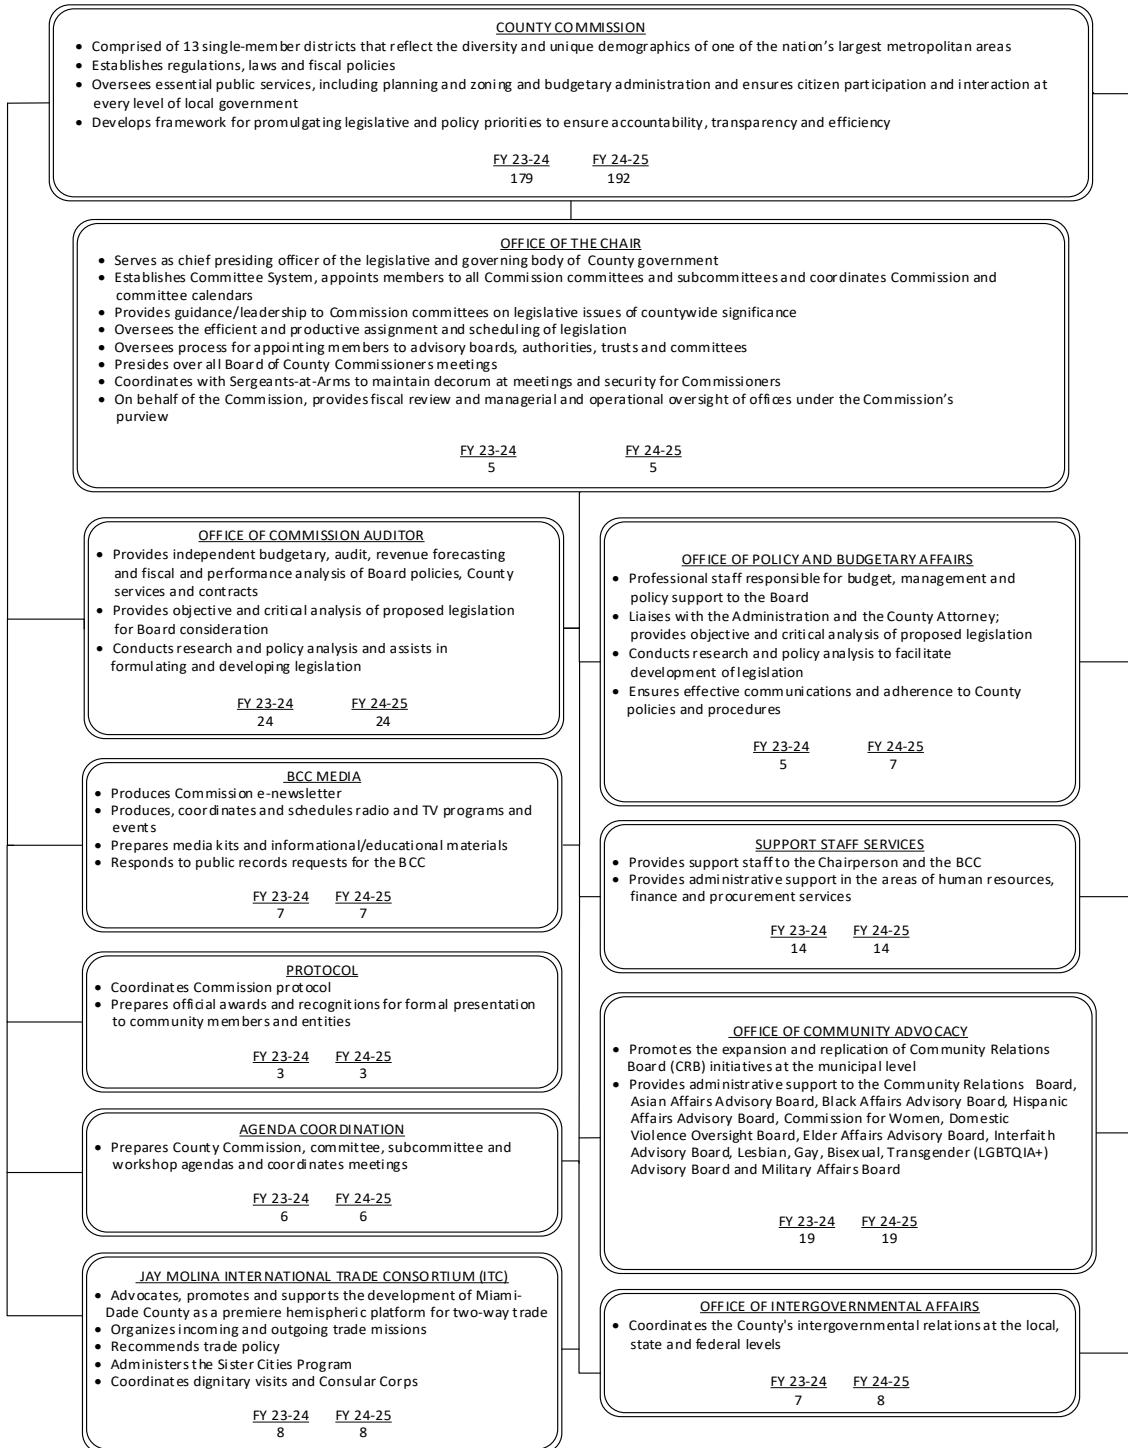 COUNTY COMMISSION
• Comprised of 13 single-member districts that reflect the diversity and unique demographics of one of the nation's largest metropolitan areas
• Establishes regulations, laws and fiscal policies
• Oversees essential public services, including planning and zoning and budgetary administration and ensures citizen participation and interaction at
every level of local government
• Develops framework for promulgating legislative and policy priorities to ensure accountability, transparency and efficiency
FY 23-24 FY 24-25
179 192
OFFICE OF THE CHAIR
• Serves as chief presiding officer of the legislative and governing body of County government
• Establishes Committee System, appoints members to all Commission committees and subcommittees and coordinates Commission and
committee calendars
• Provides guidance/leadership to Commission committees on legislative issues of countywide significance
• Oversees the efficient and productive assignment and scheduling of legislation
• Oversees process for appointing members to advisory boards, authorities, trusts and committees
• Presides over all Board of County Commissioners meetings
• Coordinates with Sergeants-at-Arms to maintain decorum at meetings and security for Commissioners
• On behalf of the Commission, provides fiscal review and managerial and operational oversight of offices under the Commission's
purview
FY 23-24 FY 24-25
5 5
OFFICE OF COMMISSION AUDITOR
• Provides independent budgetary, audit, revenue forecasting
and fiscal and performance analysis of Board policies, County
services and contracts
• Provides objective and critical analysis of proposed legislation
for Board consideration
• Conducts research and policy analysis and assists in
formulating and developing legislation
FY 23-24 FY 24-25
24 24
OFFICE OF POLICY AND BUDGETARY AFFAIRS
• Professional staff responsible for budget, management and
policy support to the Board
• Liaises with the Administration and the County Attorney;
provides objective and critical analysis of proposed legislation
• Conducts research and policy analysis to facilitate
development of legislation
• Ensures effective communications and adherence to County
policies and procedures
FY 23-24 FY 24-25
5 7
BCC MEDIA
• Produces Commission e-newsletter
• Produces, coordinates and schedules radio and TV programs and
events
• Prepares media kits and informational/educational materials
• Responds to public records requests for the BCC
FY 23-24 FY 24-25
7 7
SUPPORT STAFF SERVICES
• Provides support staff to the Chairperson and the BCC
• Provides administrative support in the areas of human resources,
finance and procurement services
FY 23-24 FY 24-25
14 14
PROTOCOL
• Coordinates Commission protocol
• Prepares official awards and recognitions for formal presentation
to community members and entities
FY 23-24 FY 24-25
3 3
OFFICE OF COMMUNITY ADVOCACY
• Promotes the expansion and replication of Community Relations
Board (CRB) initiatives at the municipal level
• Provides administrative support to the Community Relations Board,
Asian Affairs Advisory Board, Black Affairs Advisory Board, Hispanic
Affairs Advisory Board, Commission for Women, Domestic
Violence Oversight Board, Elder Affairs Advisory Board, Interfaith
Advisory Board, Lesbian, Gay, Bisexual, Transgender (LGBTQIA+)
Advisory Board and Military Affairs Board
FY 23-24 FY 24-25
19 19
AGENDA COORDINATION
• Prepares County Commission, committee, subcommittee and
workshop agendas and coordinates meetings
FY 23-24 FY 24-25
6 6
JAY MOLINA INTERNATIONAL TRADE CONSORTIUM (ITC)
• Advocates, promotes and supports the development of Miami-
Dade County as a premiere hemispheric platform for two-way trade
• Organizes incoming and outgoing trade missions
• Recommends trade policy
• Administers the Sister Cities Program
• Coordinates dignitary visits and Consular Corps
FY 23-24 FY 24-25
8 8
OFFICE OF INTERGOVERNMENTAL AFFAIRS
• Coordinates the County's intergovernmental relations at the local,
state and federal levels
FY 23-24 FY 24-25
7 8